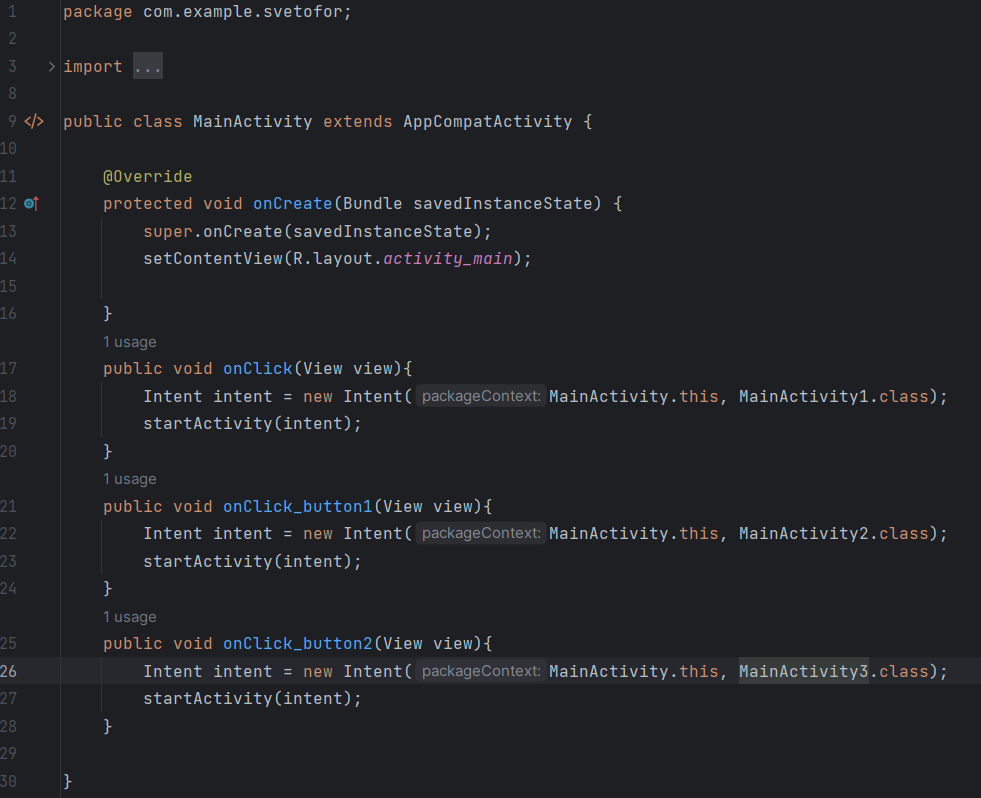 1 package com.example.svetofor;
2
3 import ...
8
9 </> public class MainActivity extends AppCompatActivity {
10
11 @Override
12 protected void onCreate(Bundle savedInstanceState) {
13 super.onCreate(savedInstanceState);
14 setContentView(R.layout.activity_main);
15
16 }
1 usage
17 public void onClick(View view){
18 Intent intent = new Intent( packageContext: MainActivity.this, MainActivity1.class);
19 startActivity(intent);
20 }
1 usage
21 public void onClick_button1(View view){
22 Intent intent = new Intent( packageContext: MainActivity.this, MainActivity2.class);
23 startActivity(intent);
24 }
1 usage
25 public void onClick_button2(View view){
26 Intent intent = new Intent( packageContext: MainActivity.this, MainActivity3.class);
27 startActivity(intent);
28 }
29
30 }